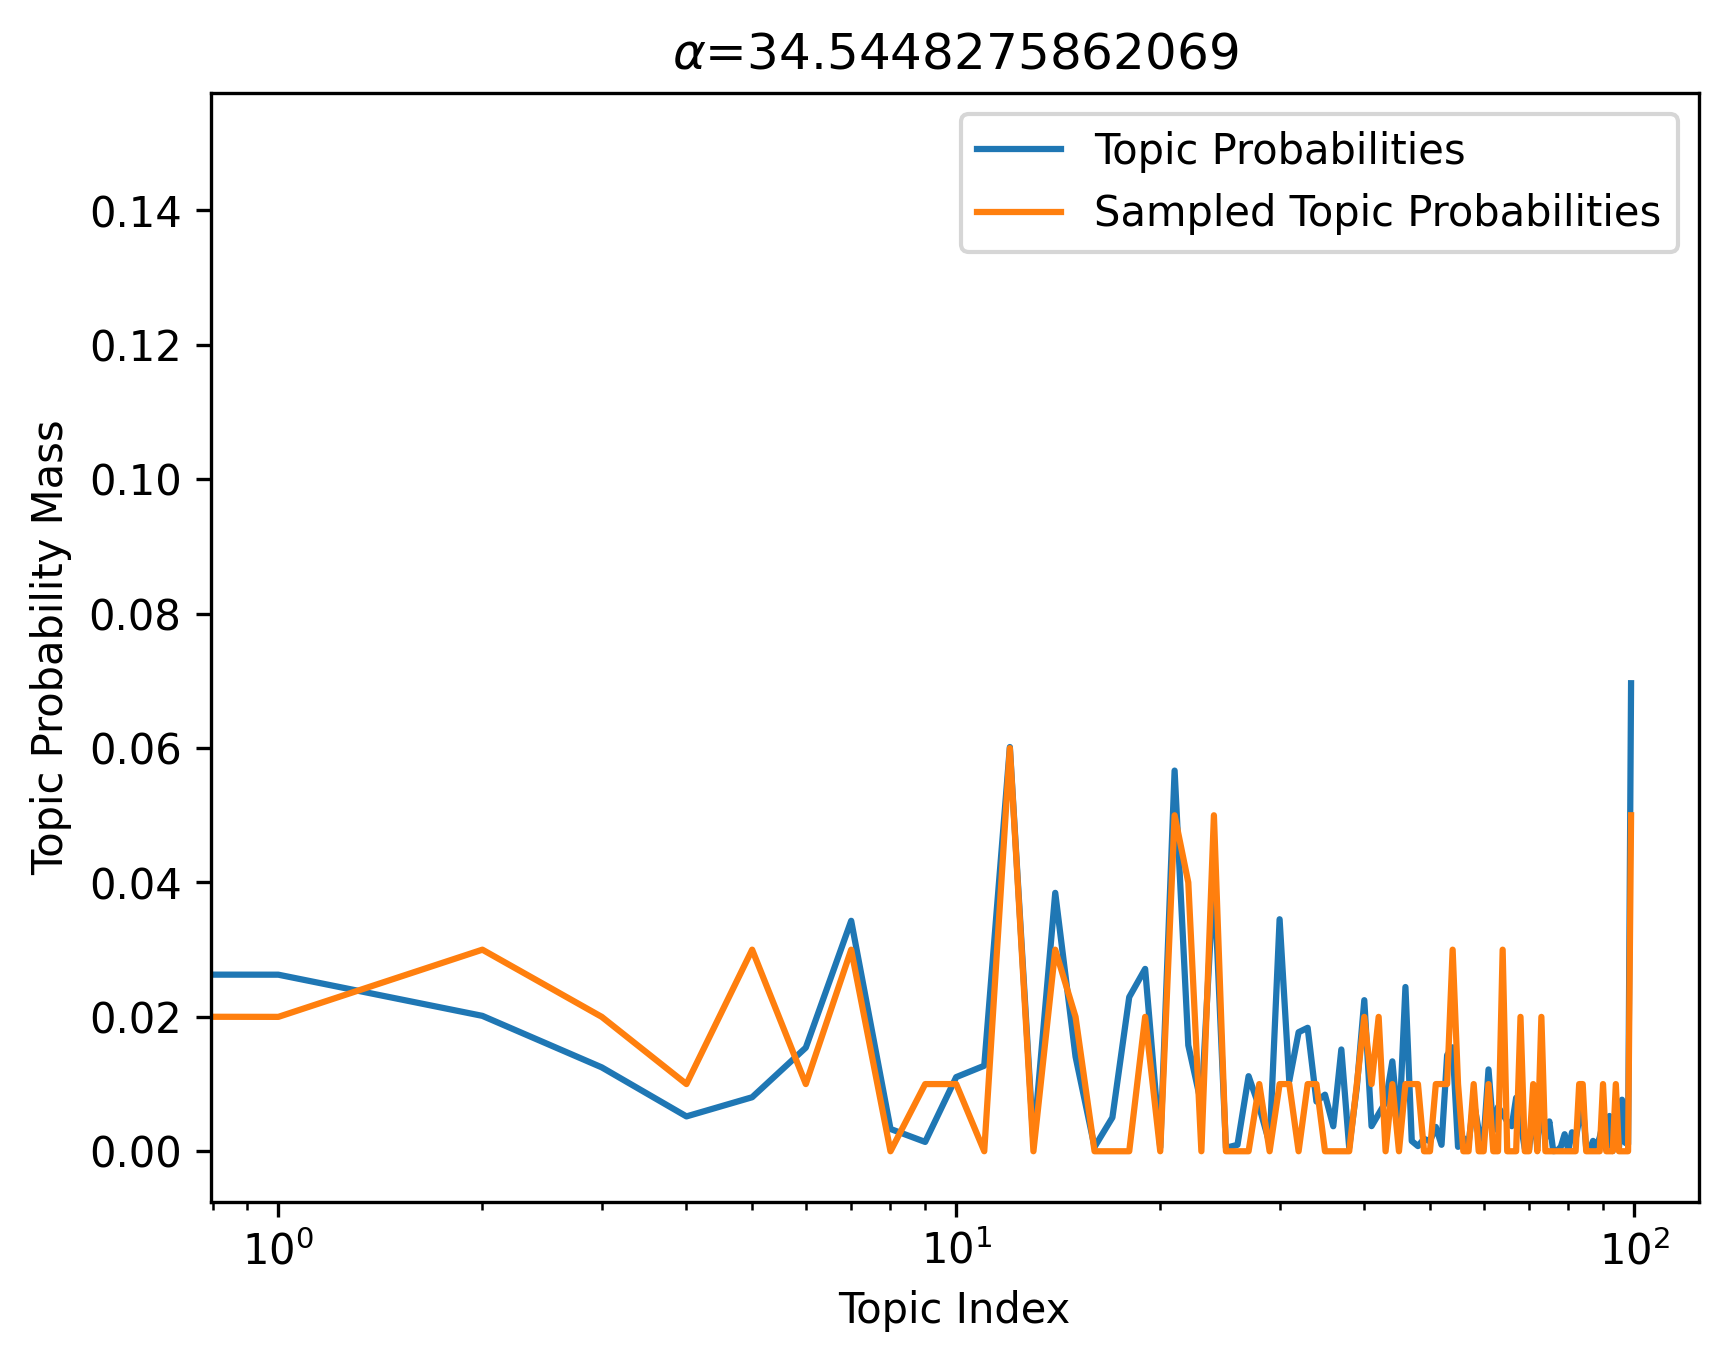 α=34.5448275862069
Topic Probabilities
Sampled Topic Probabilities
Topic Probability Mass
0.14
0.12
0.10
0.08
0.06
0.04
0.02
0.00
10⁰ 10¹ 10²
Topic Index